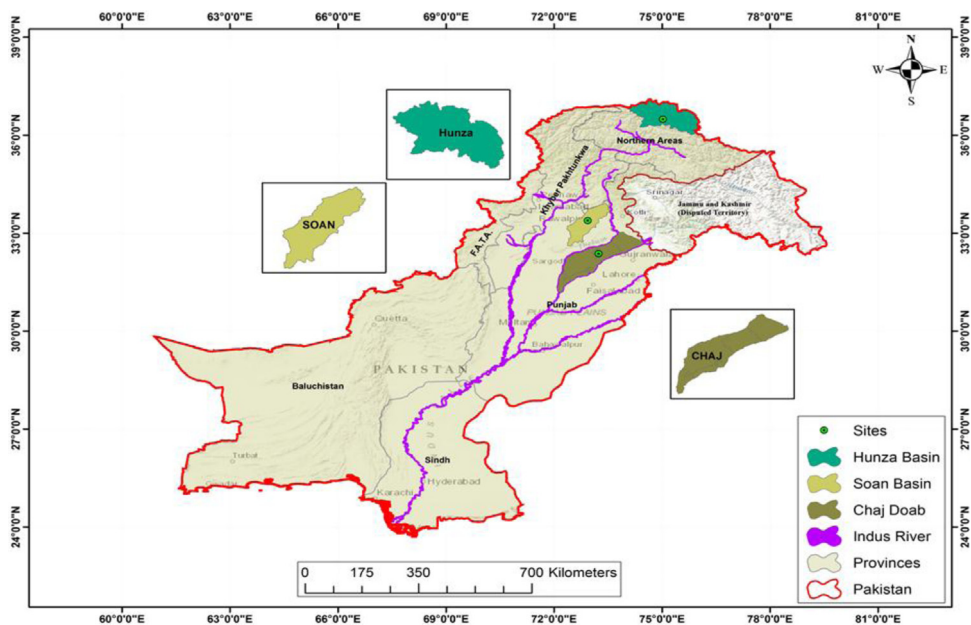 60°0'0"E 63°0'0"E 66°0'0"E 69°0'0"E 72°0'0"E 75°0'0"E 78°0'0"E 81°0'0"E
39°0'0"N
36°0'0"N
33°0'0"N
30°0'0"N
27°0'0"N
24°0'0"N
N
W E
S
Hunza
Northern Areas
Khyber Pakhtunkwa
Srinagar
Jammu and Kashmir
(Disputed Territory)
SOAN
F.A.T.A.
Sargod
Gujranwal
Lahore
Faisalabad
Punjab
PLAINS
Quetta
Multan
Bahawalpur
CHAJ
PAKISTAN
Baluchistan
Sindh
Turbat
Hyderabad
Karachi
Sites
Hunza Basin
Soan Basin
Chaj Doab
Indus River
Provinces
Pakistan
0 175 350 700 Kilometers
39°0'0"N
36°0'0"N
33°0'0"N
30°0'0"N
27°0'0"N
24°0'0"N
60°0'0"E 63°0'0"E 66°0'0"E 69°0'0"E 72°0'0"E 75°0'0"E 78°0'0"E 81°0'0"E